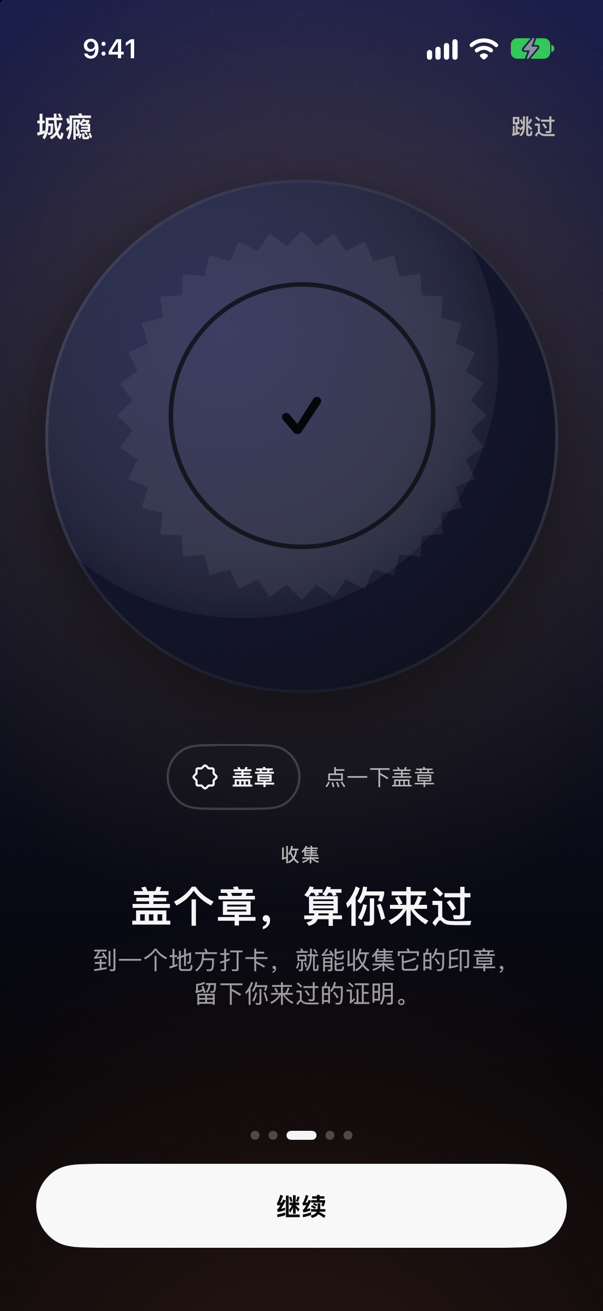 9:41
城瘾
跳过
盖章
点一下盖章
收集
盖个章，算你来过
到一个地方打卡，就能收集它的印章，
留下你来过的证明。
继续